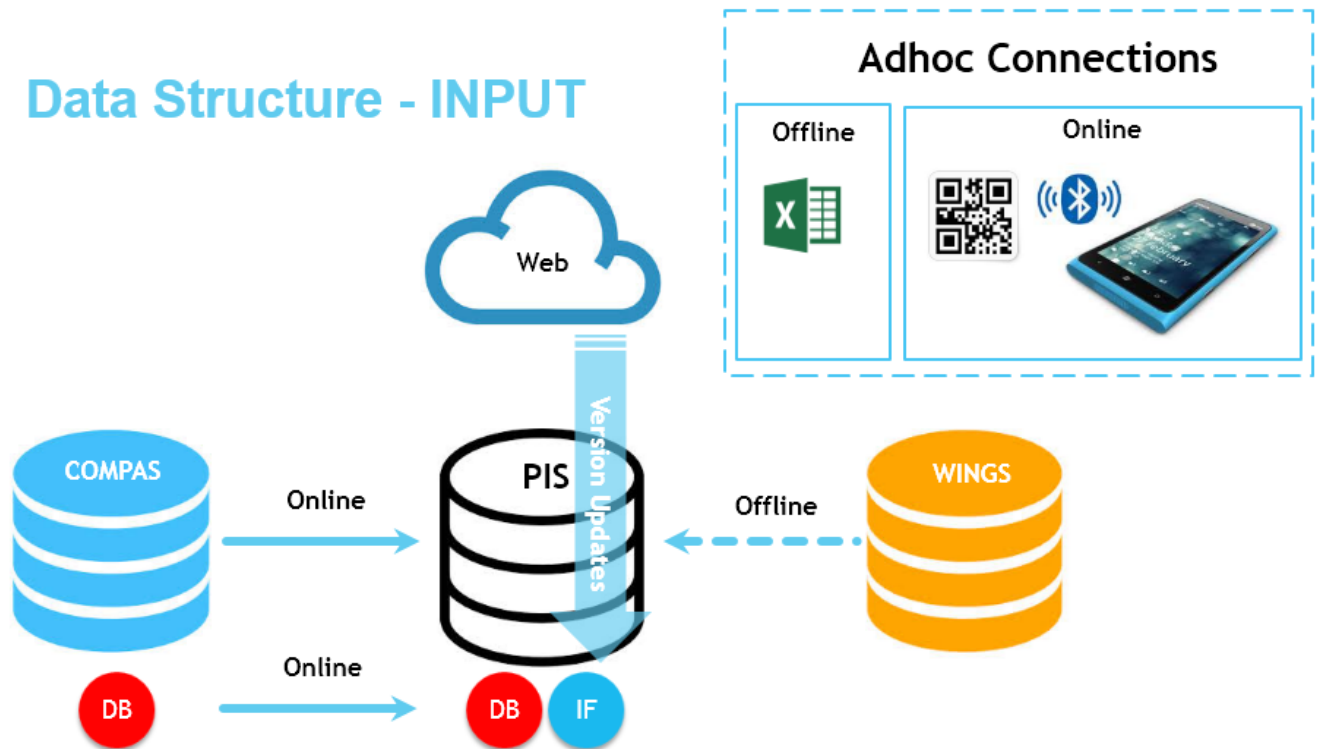 Data Structure - INPUT
Adhoc Connections
Offline
Online
X
Web
Version Updates
COMPAS
Online
PIS
Offline
WINGS
DB
Online
DB
IF